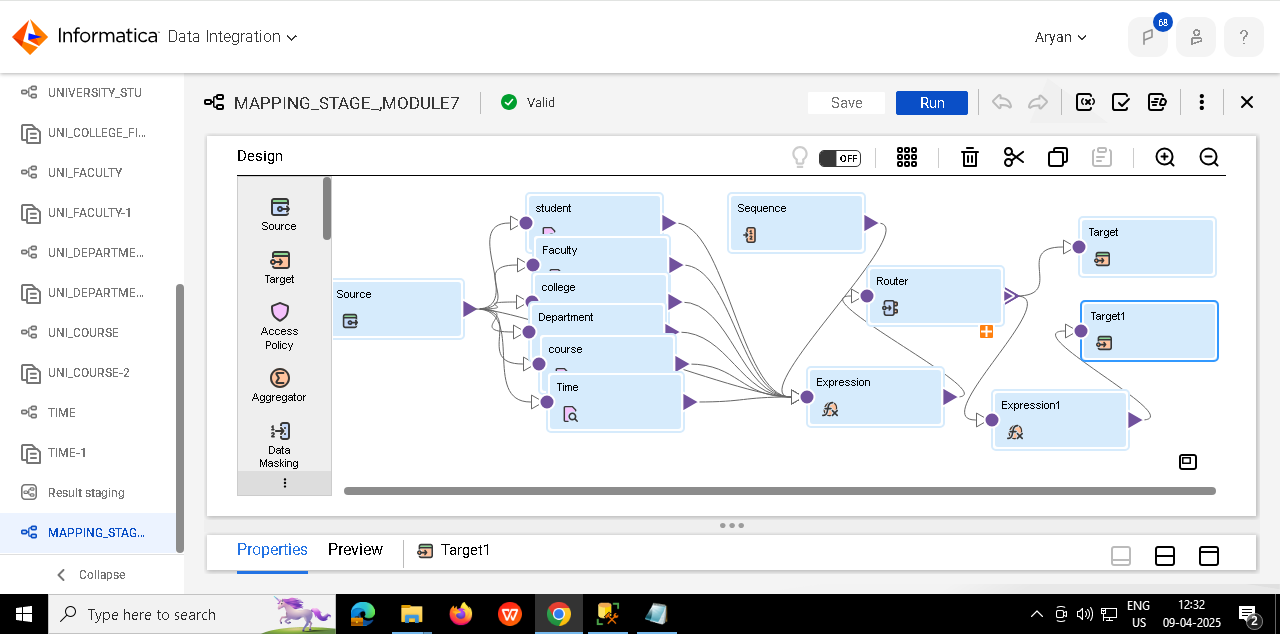 Informatica Data Integration
Aryan
68
?
UNIVERSITY_STU
UNI_COLLEGE_FI...
UNI_FACULTY
UNI_FACULTY-1
UNI_DEPARTME...
UNI_DEPARTME...
UNI_COURSE
UNI_COURSE-2
TIME
TIME-1
Result staging
MAPPING_STAG...
Collapse
MAPPING_STAGE_,MODULE7
Valid
Save
Run
Design
OFF
Source
Target
Access
Policy
Aggregator
Data
Masking
Source
student
Faculty
college
Department
course
Time
Sequence
Expression
Router
Expression1
Target
Target1
Properties
Preview
Target1
Type here to search
ENG
US
12:32
09-04-2025
2